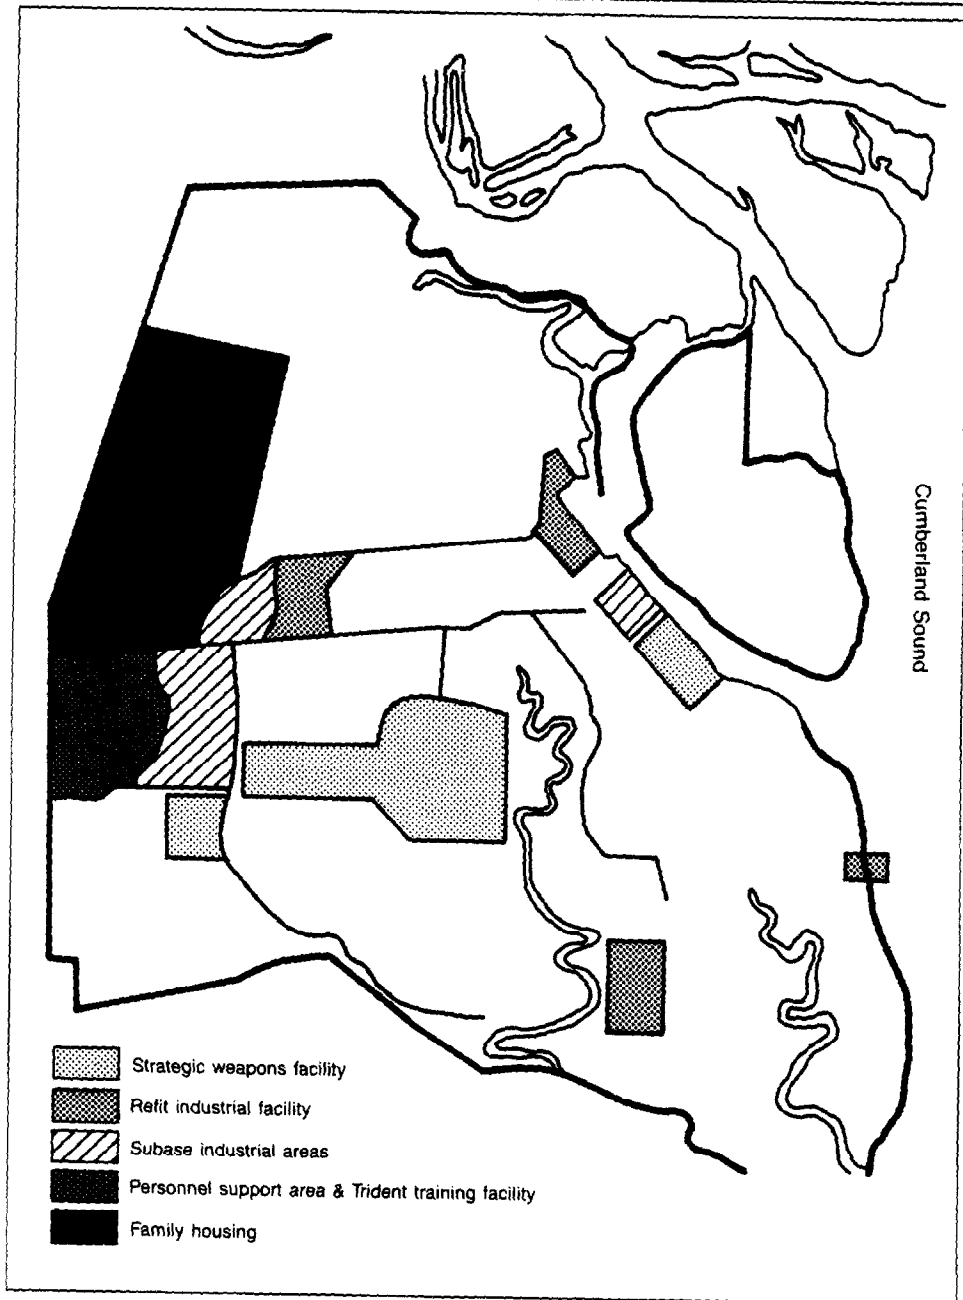 Cumberland Sound
Strategic weapons facility
Refit industrial facility
Subase industrial areas
Personnel support area & Trident training facility
Family housing